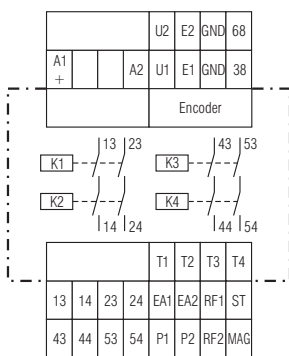 U2 E2 GND 68
A1 + A2 U1 E1 GND 38
Encoder
13 23 43 53
K1 K3
K2 K4
14 24 44 54
T1 T2 T3 T4
13 14 23 24 EA1 EA2 RF1 ST
43 44 53 54 P1 P2 RF2 MAG